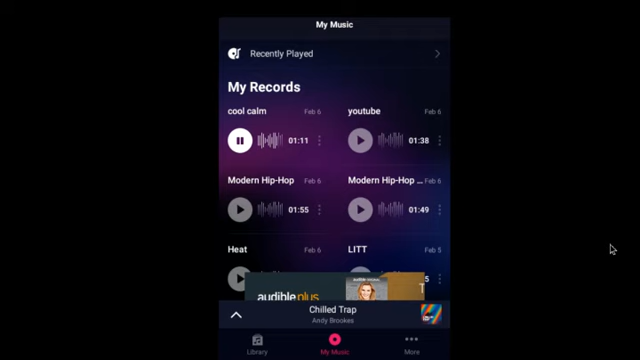 My Music
Recently Played
My Records
cool calm Feb 6
youtube Feb 6
01:11
01:38
Modern Hip-Hop Feb 6
Modern Hip-Hop ... Feb 6
01:55
01:49
Heat Feb 6
LITT Feb 5
audible plus
Chilled Trap
Andy Brookes
Library
My Music
More